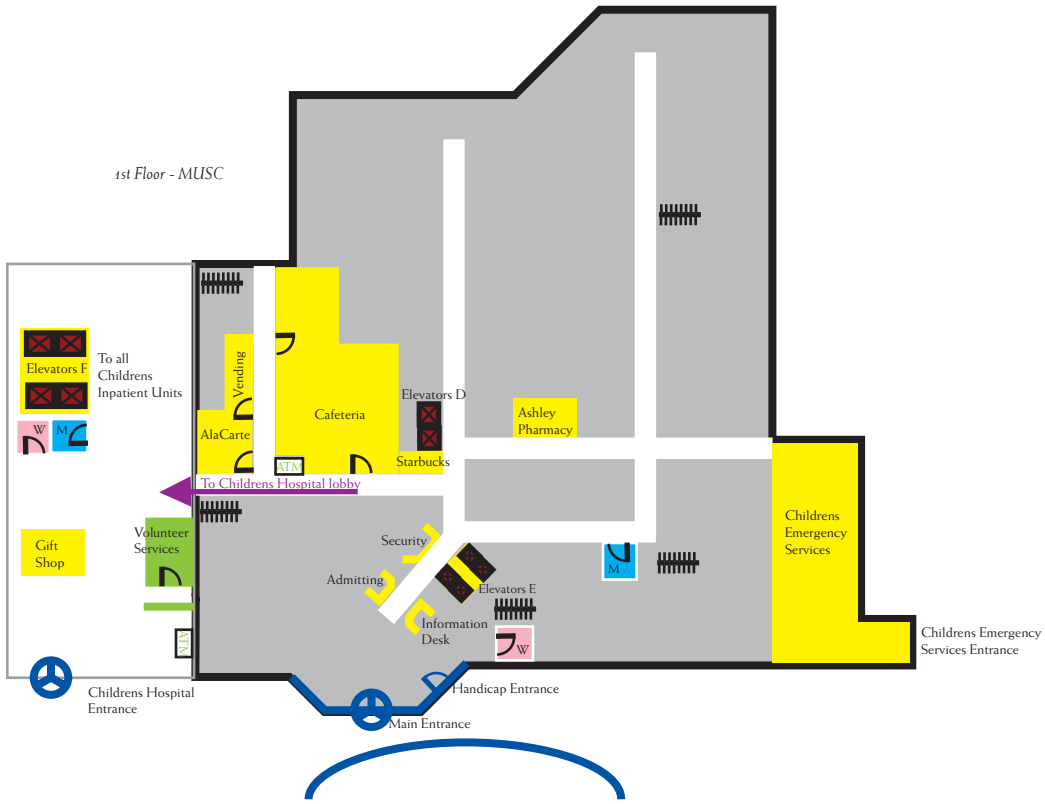 1st Floor - MUSC
To all
Childrens
Inpatient Units
Elevators F
W
M
Vending
AlaCarte
Cafeteria
Elevators D
Starbucks
Ashley
Pharmacy
ATM
To Childrens Hospital lobby
Volunteer
Services
Gift
Shop
Security
Admitting
Elevators E
Information
Desk
M
W
Childrens
Emergency
Services
Childrens Emergency
Services Entrance
ATM
Childrens Hospital
Entrance
Handicap Entrance
Main Entrance